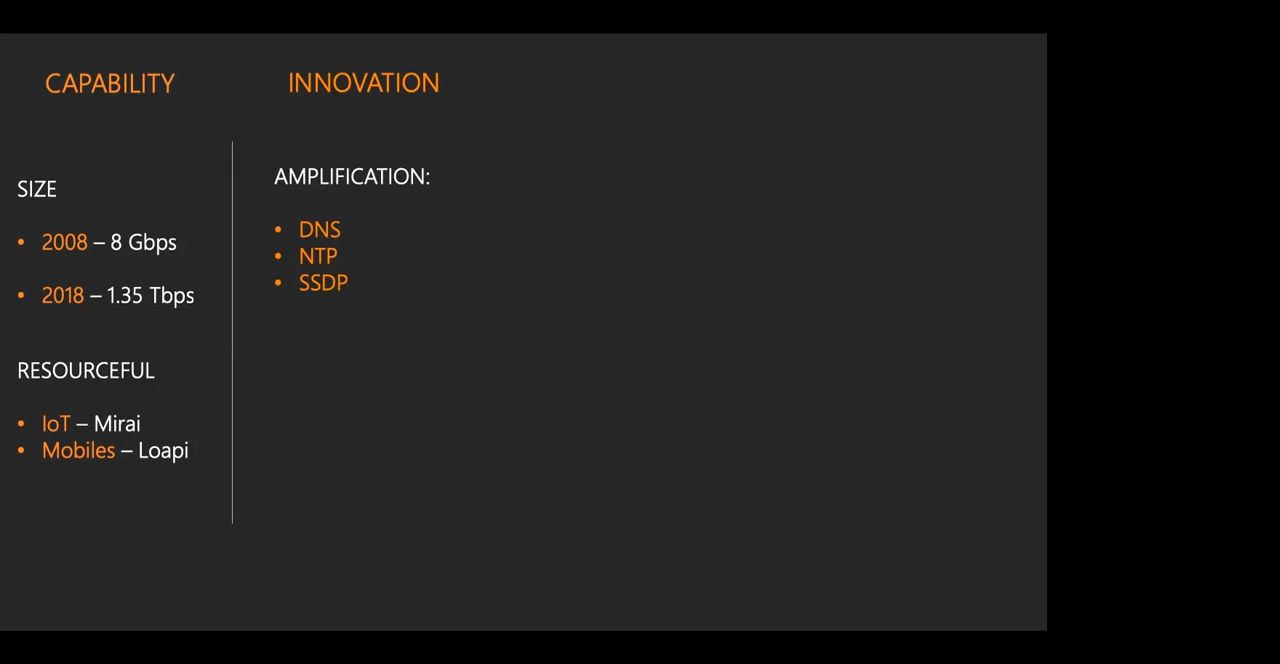 CAPABILITY
SIZE
• 2008 – 8 Gbps
• 2018 – 1.35 Tbps
RESOURCEFUL
• IoT – Mirai
• Mobiles – Loapi
INNOVATION
AMPLIFICATION:
• DNS
• NTP
• SSDP